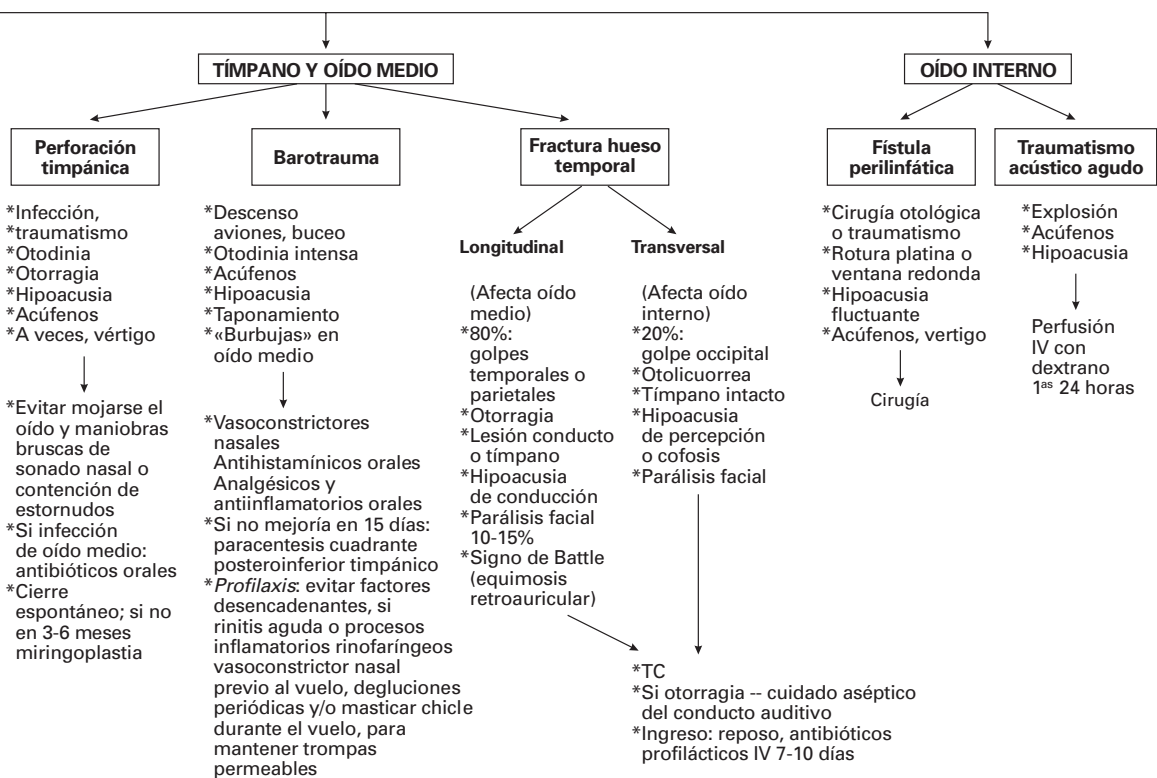 TÍMPANO Y OÍDO MEDIO
OÍDO INTERNO
Perforación
timpánica
Barotrauma
Fractura hueso
temporal
Fístula
perilinfática
Traumatismo
acústico agudo
*Infección,
*traumatismo
*Otodinia
*Otorragia
*Hipoacusia
*Acúfenos
*A veces, vértigo
*Evitar mojarse el
oído y maniobras
bruscas de
sonado nasal o
contención de
estornudos
*Si infección
de oído medio:
antibióticos orales
*Cierre
espontáneo; si no
en 3-6 meses
miringoplastia
*Descenso
aviones, buceo
*Otodinia intensa
*Acúfenos
*Hipoacusia
*Taponamiento
*«Burbujas» en
oído medio
*Vasoconstrictores
nasales
Antihistamínicos orales
Analgésicos y
antiinflamatorios orales
*Si no mejoría en 15 días:
paracentesis cuadrante
posteroinferior timpánico
*Profilaxis: evitar factores
desencadenantes, si
rinitis aguda o procesos
inflamatorios rinofaríngeos
vasoconstrictor nasal
previo al vuelo, degluciones
periódicas y/o masticar chicle
durante el vuelo, para
mantener trompas
permeables
Longitudinal
(Afecta oído
medio)
*80%:
golpes
temporales o
parietales
*Otorragia
*Lesión conducto
o tímpano
*Hipoacusia
de conducción
*Parálisis facial
10-15%
*Signo de Battle
(equimosis
retroauricular)
Transversal
(Afecta oído
interno)
*20%:
golpe occipital
*Otolicuorrea
*Tímpano intacto
*Hipoacusia
de percepción
o cofosis
*Parálisis facial
*TC
*Si otorragia -- cuidado aséptico
del conducto auditivo
*Ingreso: reposo, antibióticos
profilácticos IV 7-10 días
*Cirugía otológica
o traumatismo
*Rotura platina o
ventana redonda
*Hipoacusia
fluctuante
*Acúfenos, vertigo
Cirugía
*Explosión
*Acúfenos
*Hipoacusia
Perfusión
IV con
dextrano
1as 24 horas